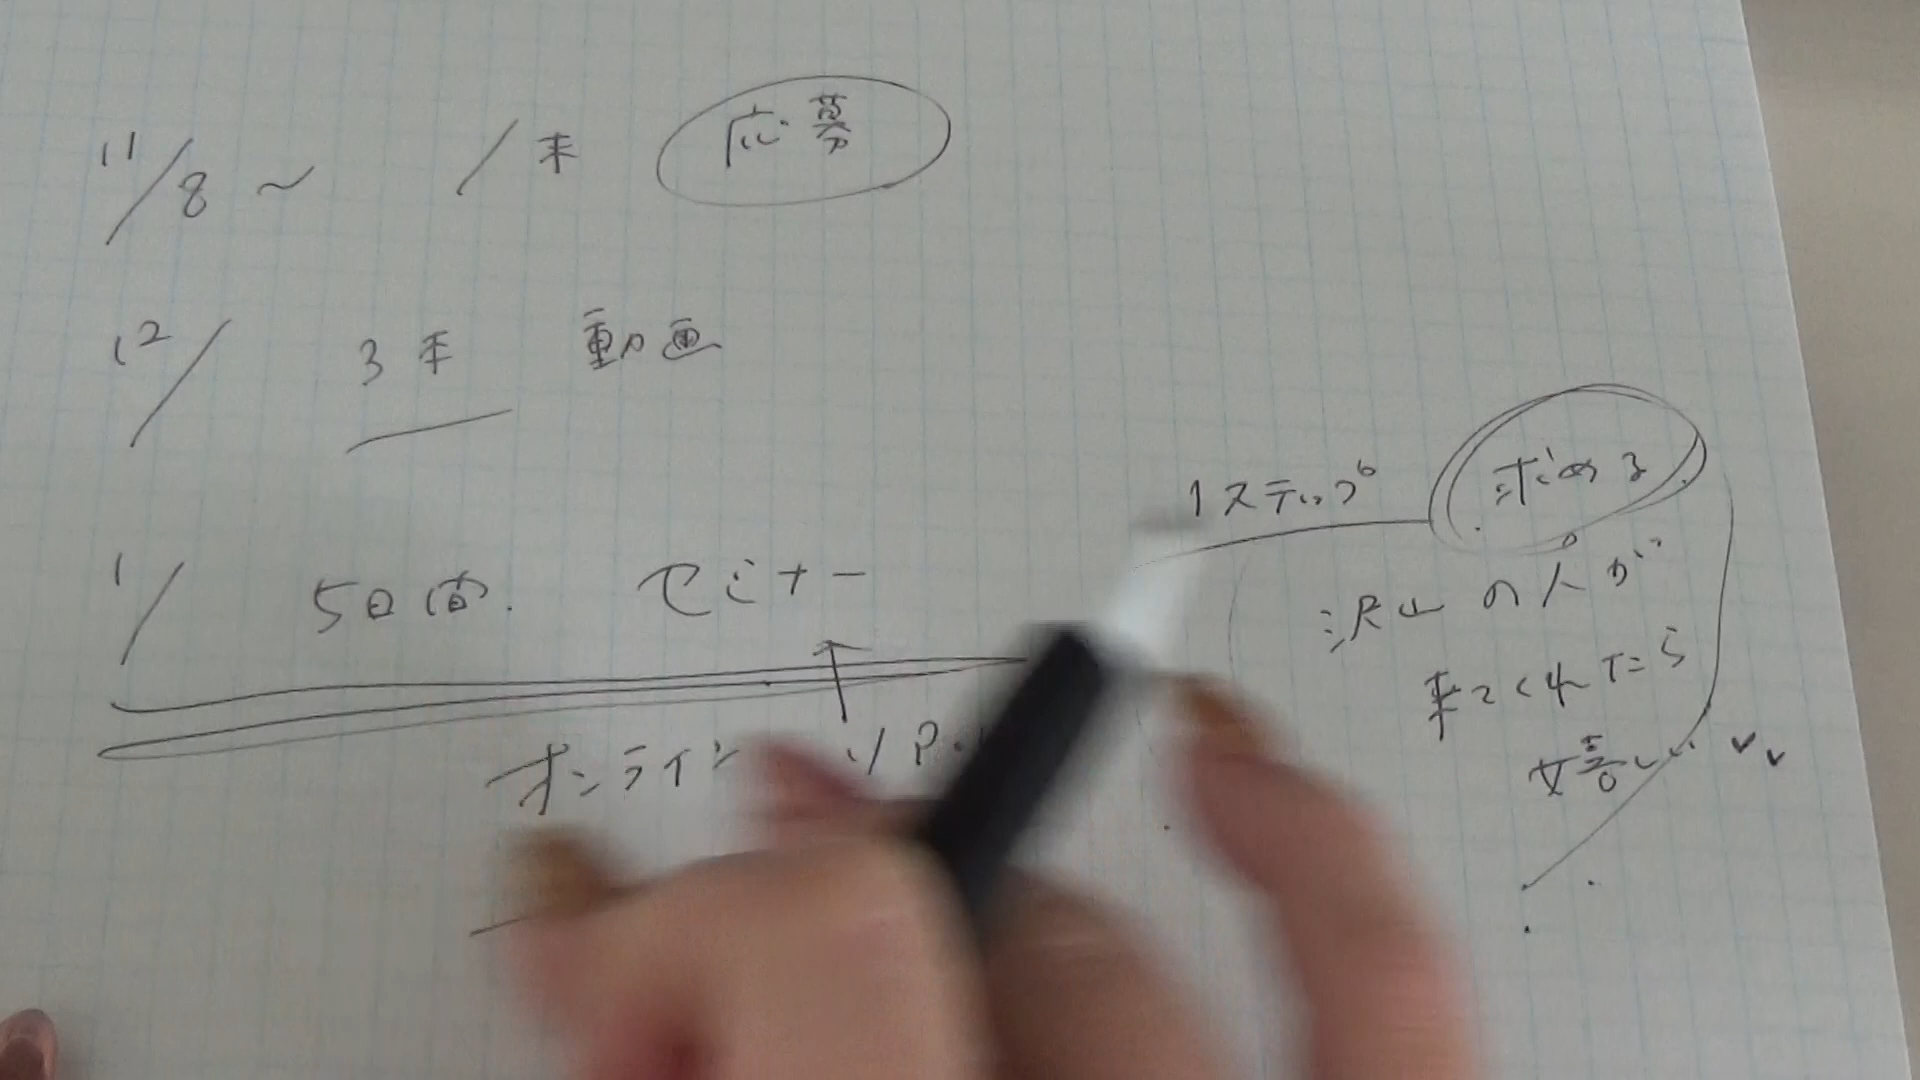 11/8 〜 /末 応募
12/ 3本 動画
1/ 5日間. セミナー
オンライン
1ステップ 求める
沢山の人が
来てくれたら
嬉しい